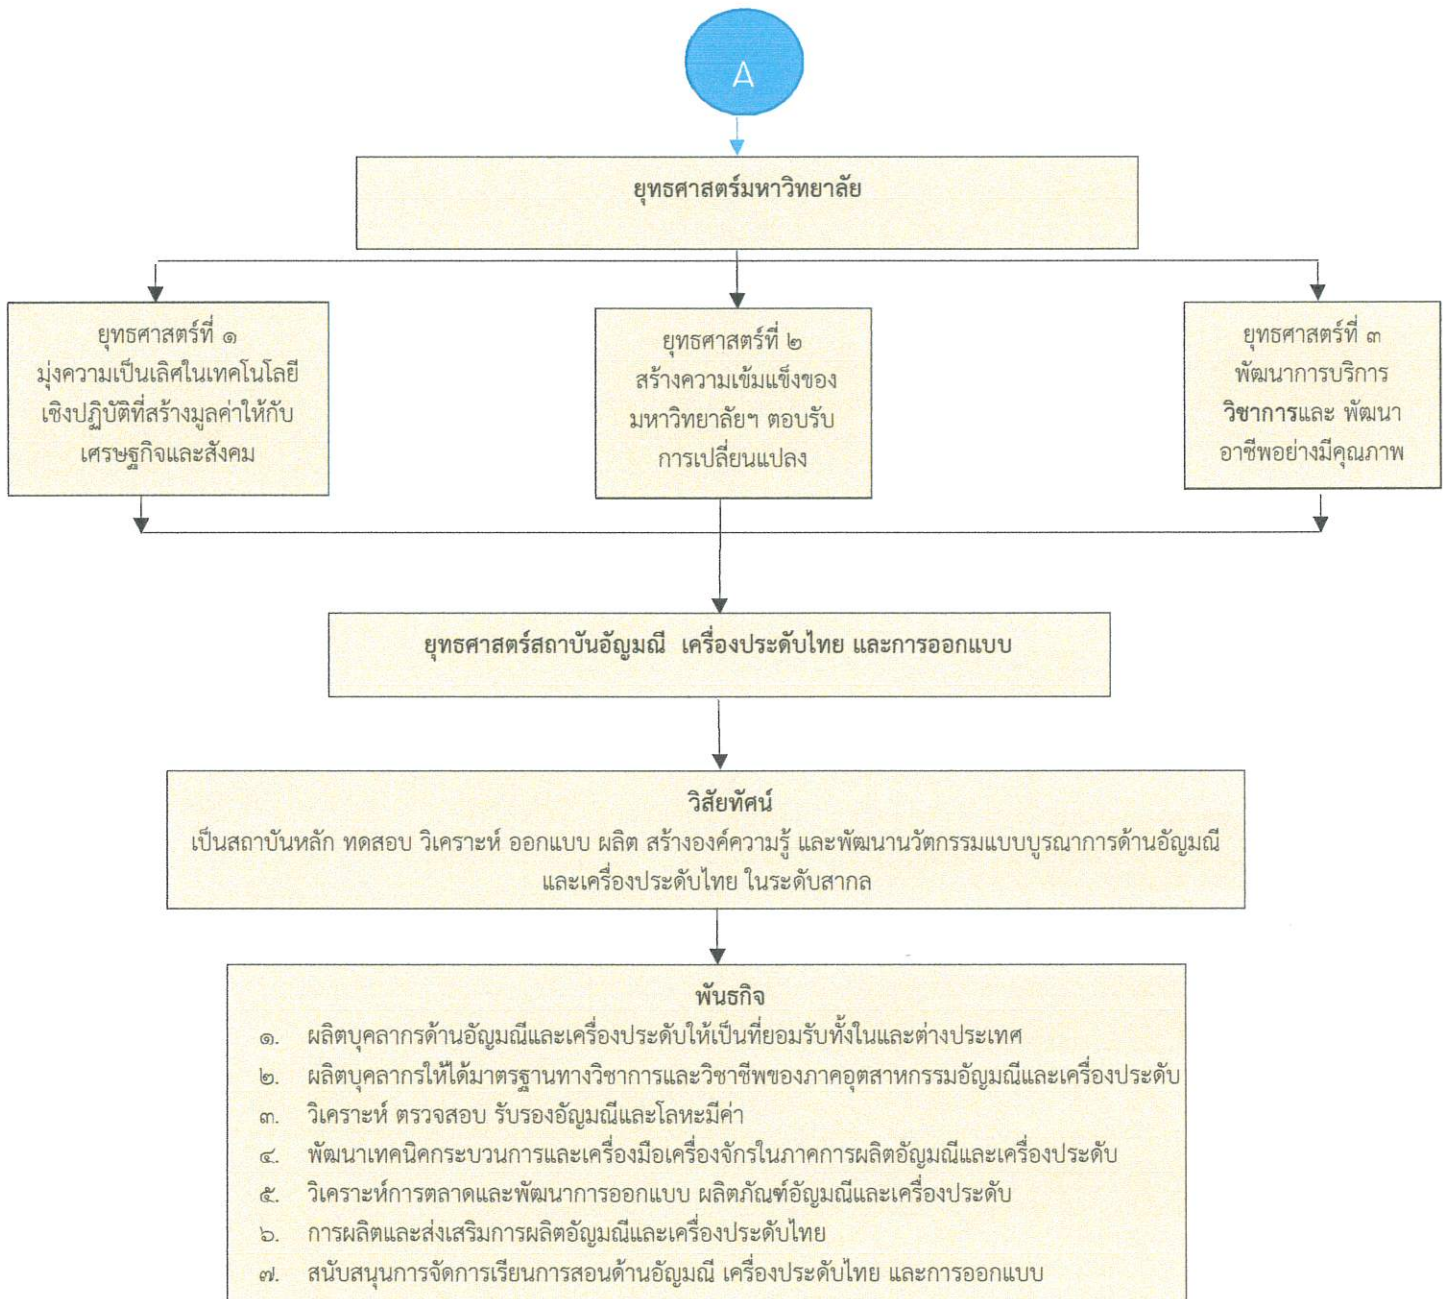 A
ยุทธศาสตร์มหาวิทยาลัย
ยุทธศาสตร์ที่ ๑
มุ่งความเป็นเลิศในเทคโนโลยี
เชิงปฏิบัติที่สร้างมูลค่าให้กับ
เศรษฐกิจและสังคม
ยุทธศาสตร์ที่ ๒
สร้างความเข้มแข็งของ
มหาวิทยาลัยฯ ตอบรับ
การเปลี่ยนแปลง
ยุทธศาสตร์ที่ ๓
พัฒนาการบริการ
วิชาการและ พัฒนา
อาชีพอย่างมีคุณภาพ
ยุทธศาสตร์สถาบันอัญมณี เครื่องประดับไทย และการออกแบบ
วิสัยทัศน์
เป็นสถาบันหลัก ทดสอบ วิเคราะห์ ออกแบบ ผลิต สร้างองค์ความรู้ และพัฒนานวัตกรรมแบบบูรณาการด้านอัญมณี
และเครื่องประดับไทย ในระดับสากล
พันธกิจ
๑. ผลิตบุคลากรด้านอัญมณีและเครื่องประดับให้เป็นที่ยอมรับทั้งในและต่างประเทศ
๒. ผลิตบุคลากรให้ได้มาตรฐานทางวิชาการและวิชาชีพของภาคอุตสาหกรรมอัญมณีและเครื่องประดับ
๓. วิเคราะห์ ตรวจสอบ รับรองอัญมณีและโลหะมีค่า
๔. พัฒนาเทคนิคกระบวนการและเครื่องมือเครื่องจักรในภาคการผลิตอัญมณีและเครื่องประดับ
๕. วิเคราะห์การตลาดและพัฒนาการออกแบบ ผลิตภัณฑ์อัญมณีและเครื่องประดับ
๖. การผลิตและส่งเสริมการผลิตอัญมณีและเครื่องประดับไทย
๗. สนับสนุนการจัดการเรียนการสอนด้านอัญมณี เครื่องประดับไทย และการออกแบบ